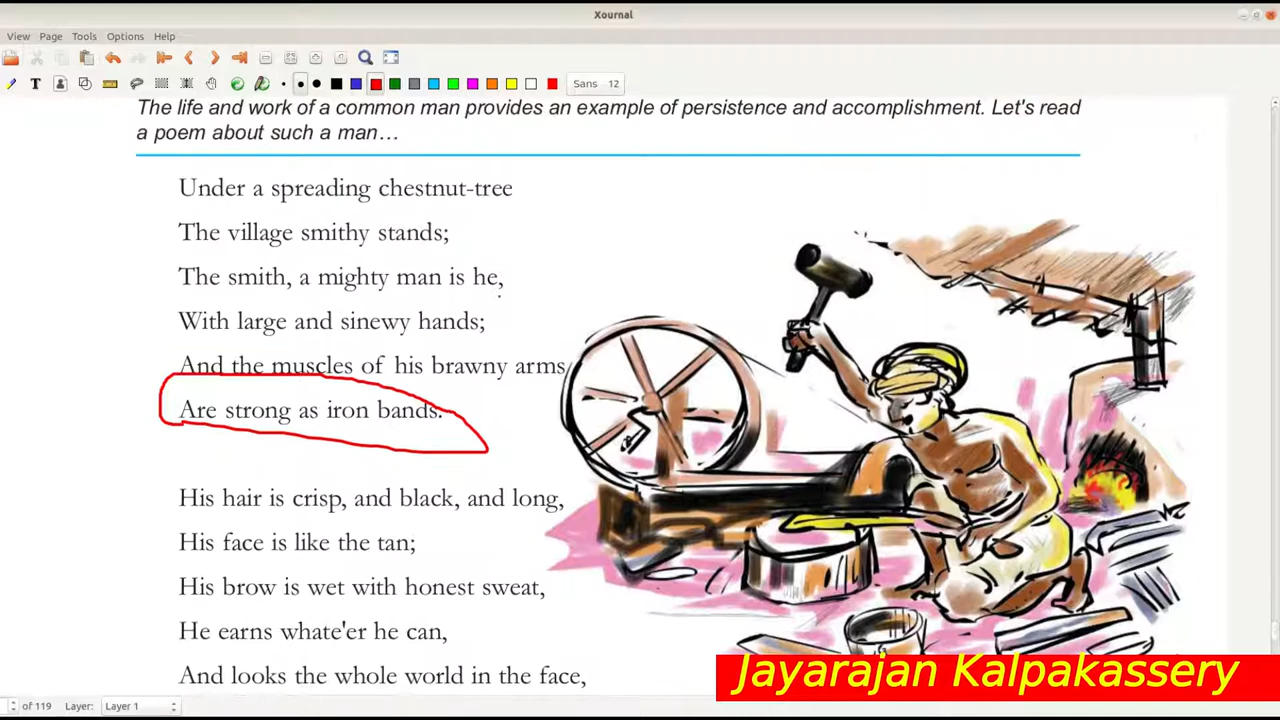 Xournal
View Page Tools Options Help
T Sans 12
The life and work of a common man provides an example of persistence and accomplishment. Let's read
a poem about such a man…
Under a spreading chestnut-tree
The village smithy stands;
The smith, a mighty man is he,
With large and sinewy hands;
And the muscles of his brawny arms
Are strong as iron bands.
His hair is crisp, and black, and long,
His face is like the tan;
His brow is wet with honest sweat,
He earns whate'er he can,
And looks the whole world in the face,
Jayarajan Kalpakassery
of 119 Layer: Layer 1